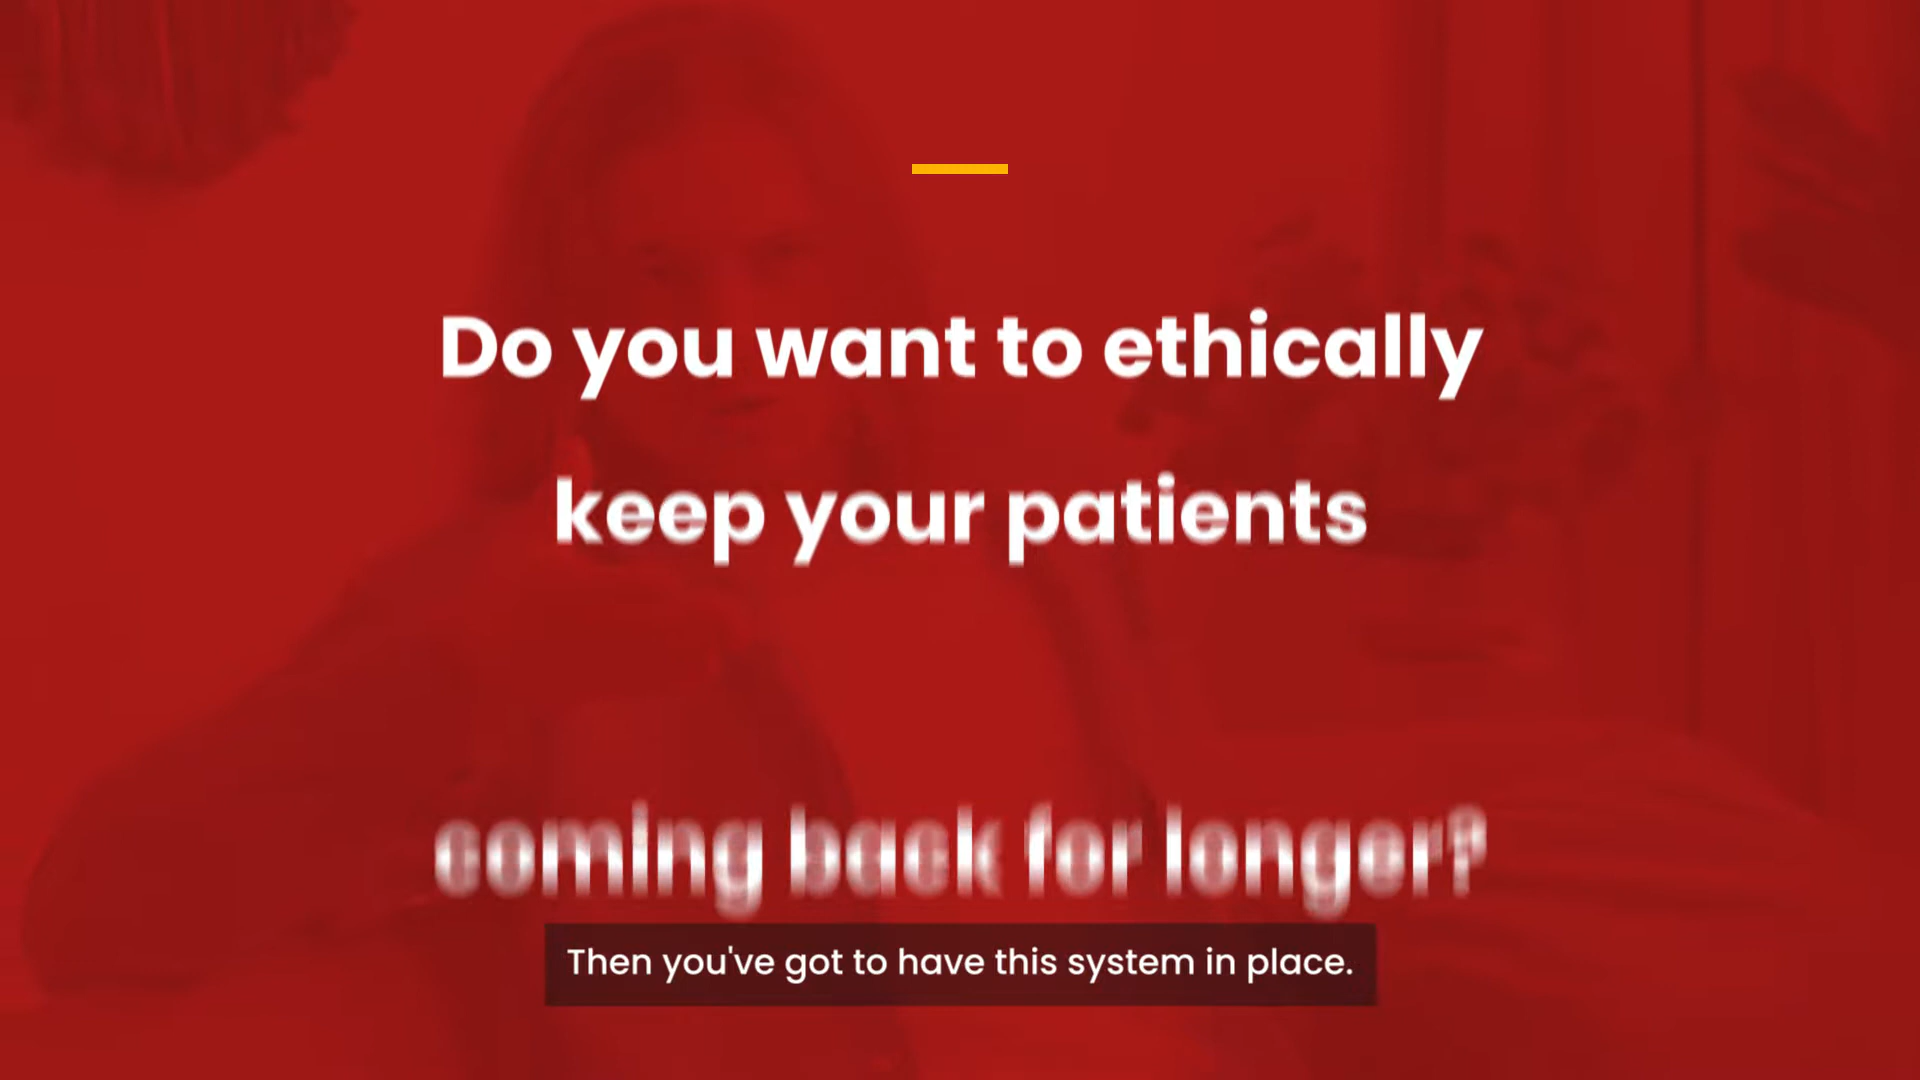 Do you want to ethically
keep your patients
coming back for longer?
Then you've got to have this system in place.